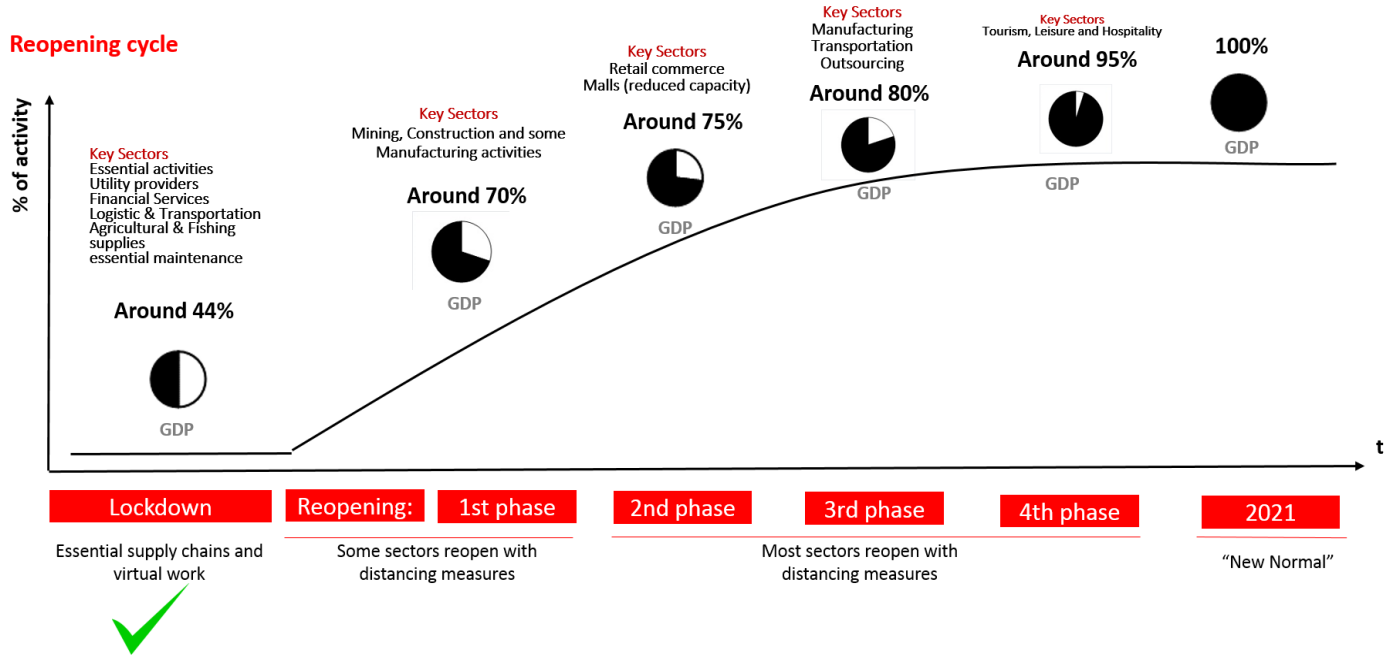 Reopening cycle
% of activity
Key Sectors
Essential activities
Utility providers
Financial Services
Logistic & Transportation
Agricultural & Fishing
supplies
essential maintenance
Around 44%
GDP
Key Sectors
Mining, Construction and some
Manufacturing activities
Around 70%
GDP
Key Sectors
Retail commerce
Malls (reduced capacity)
Around 75%
GDP
Key Sectors
Manufacturing
Transportation
Outsourcing
Around 80%
GDP
Key Sectors
Tourism, Leisure and Hospitality
Around 95%
GDP
100%
GDP
t
Lockdown
Reopening:
1st phase
2nd phase
3rd phase
4th phase
2021
Essential supply chains and
virtual work
Some sectors reopen with
distancing measures
Most sectors reopen with
distancing measures
“New Normal”